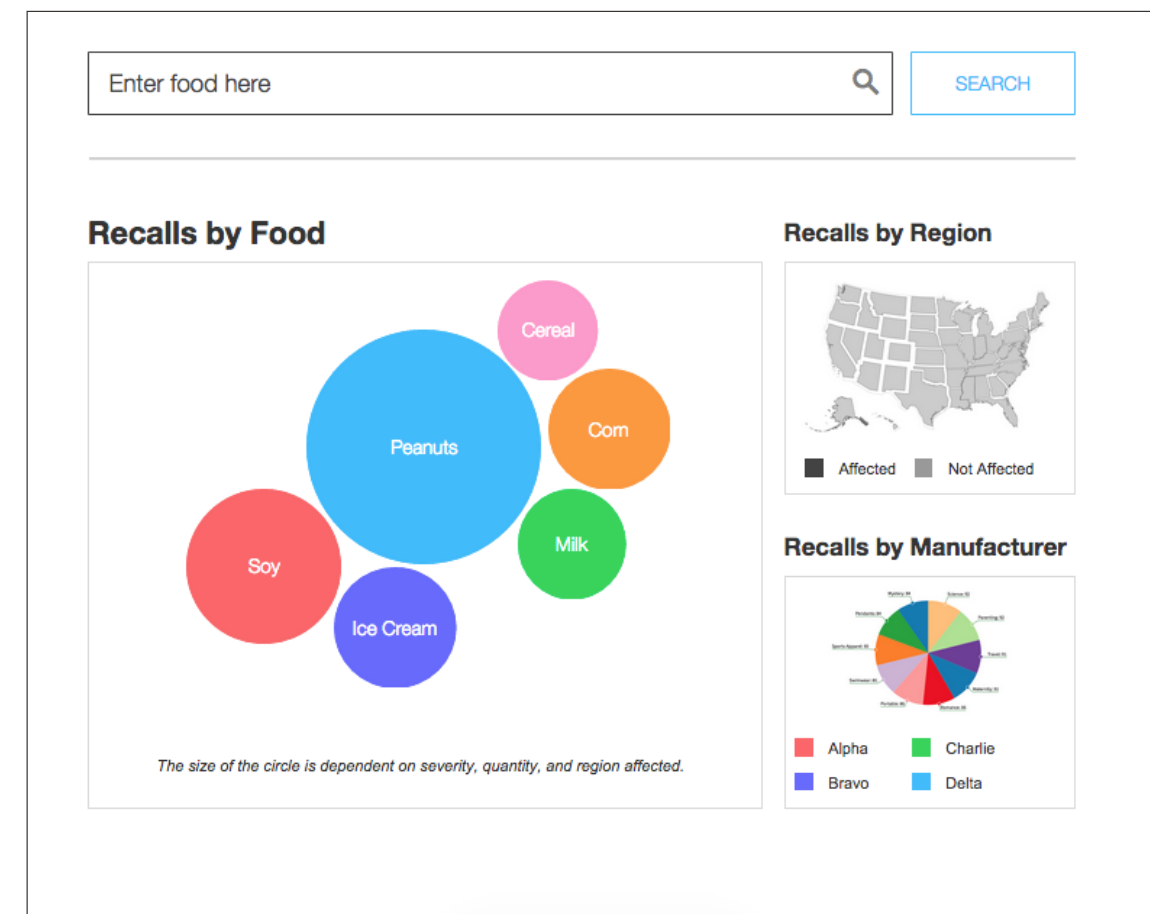 Enter food here
SEARCH
Recalls by Food
Recalls by Region
Cereal
Corn
Peanuts
Milk
Soy
Ice Cream
The size of the circle is dependent on severity, quantity, and region affected.
Affected
Not Affected
Recalls by Manufacturer
Alpha
Charlie
Bravo
Delta